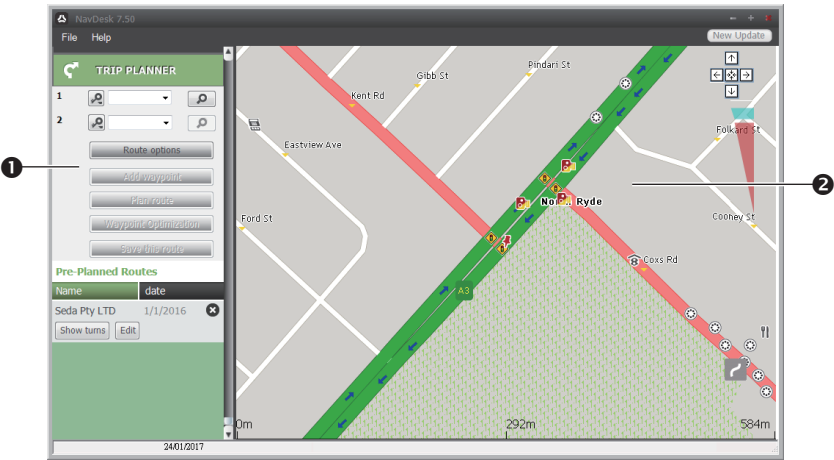 NavDesk 7.50
File Help
New Update
TRIP PLANNER
1
2
Route options
Add waypoint
Plan route
Waypoint Optimization
Save this route
Pre-Planned Routes
Name date
Seda Pty LTD 1/1/2016
Show turns Edit
24/01/2017
Pindari St
Gibb St
Kent Rd
Folkard St
Eastview Ave
Ryde
Ford St
Cooney St
Coxs Rd
A3
0m 292m 584m
1
2